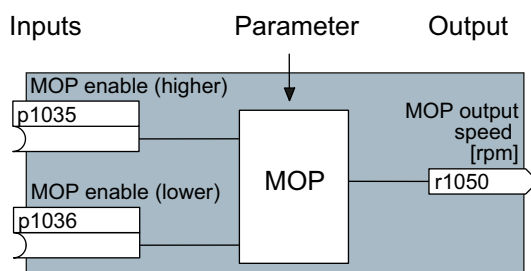 Inputs Parameter Output
MOP enable (higher)
p1035
MOP output
speed
[rpm]
MOP
r1050
MOP enable (lower)
p1036